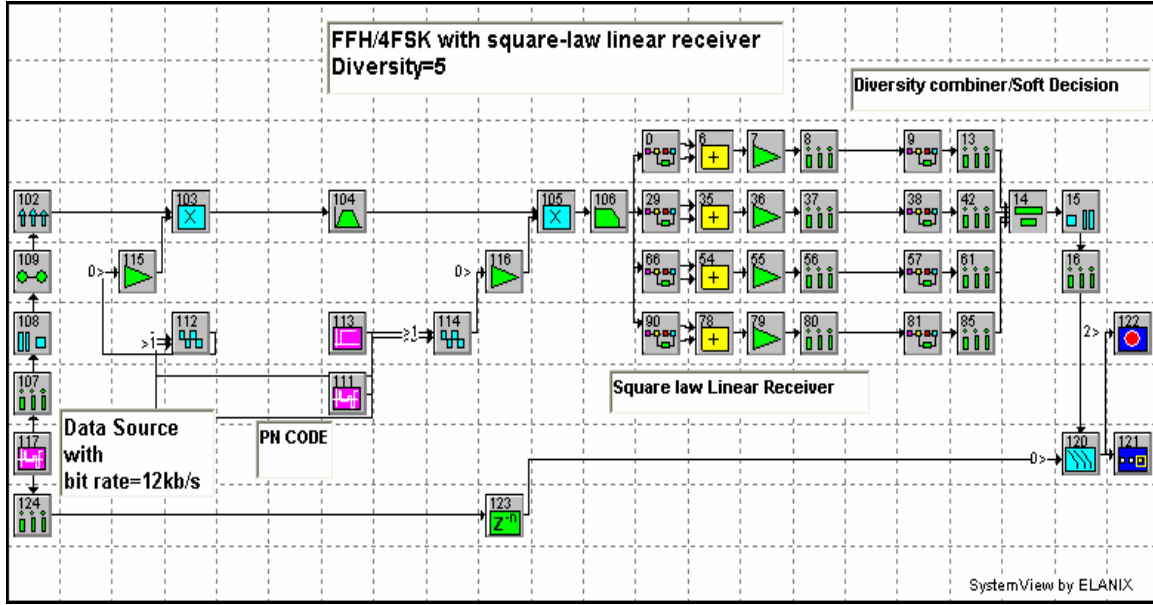 FFH/4FSK with square-law linear receiver
Diversity=5
Diversity combiner/Soft Decision
0 6 7 8 9 13
102 103 104 105 106 29 35 36 37 38 42 14 15
109 0> 115 0> 116 66 54 55 56 57 61 16
108 >1 112 113 >1 114 90 78 79 80 81 85 2> 122
107 111
Square law Linear Receiver
Data Source
with
bit rate=12kb/s
PN CODE
117 0> 120 121
124 123
Z-n
SystemView by ELANIX